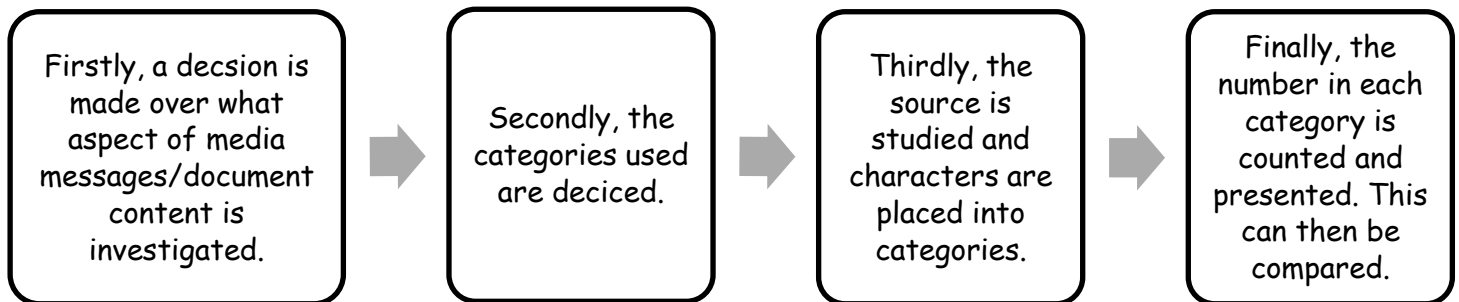 Firstly, a decsion is
made over what
aspect of media
messages/document
content is
investigated.
Secondly, the
categories used
are deciced.
Thirdly, the
source is
studied and
characters are
placed into
categories.
Finally, the
number in each
category is
counted and
presented. This
can then be
compared.